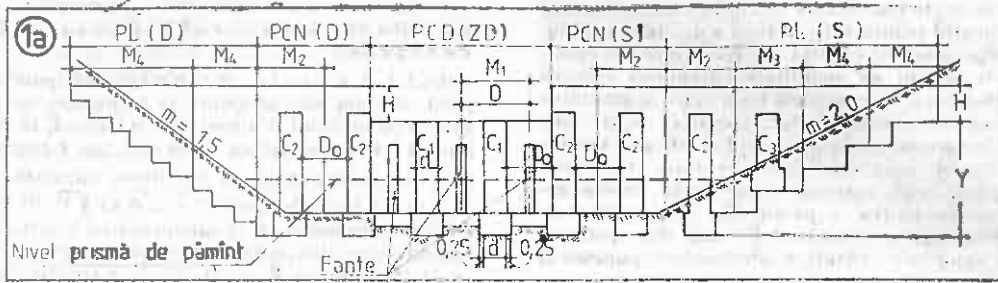 1a
PL(D) PCN(D) PCD(ZD) PCN(S) PL(S)
M₄ M₄ M₂ M₁ M₂ M₂ M₃ M₄ M₄
H D H
m=1,5 C₂ C₂ C₁ C₁ C₂ C₂ C₂ C₃ m=2,0
D₀ d D₀ D₀ Y
Nivel prismă de pămînt
Fante
0,25 d 0,25